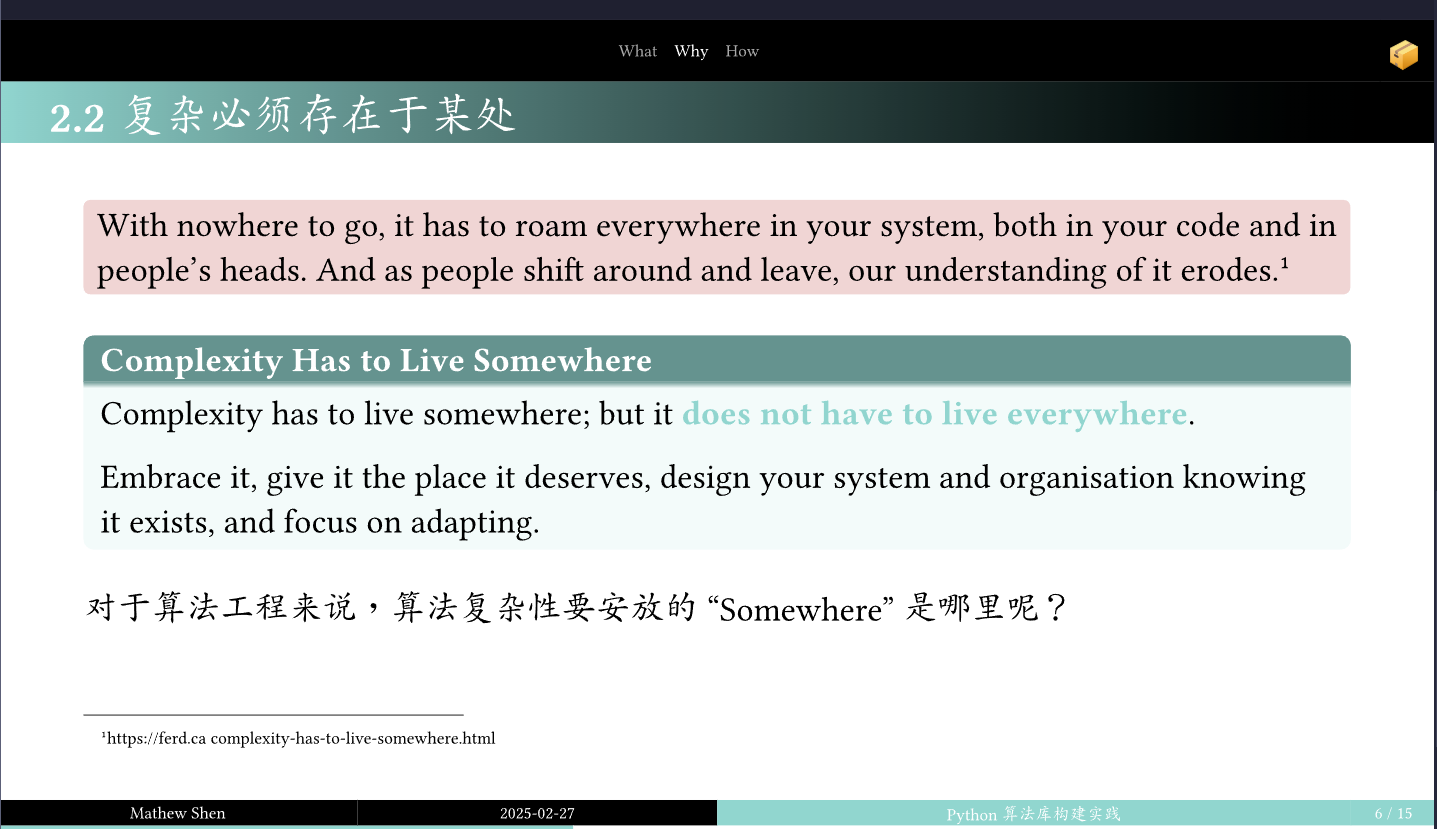 What Why How
2.2 复杂必须存在于某处
With nowhere to go, it has to roam everywhere in your system, both in your code and in
people’s heads. And as people shift around and leave, our understanding of it erodes.¹
Complexity Has to Live Somewhere
Complexity has to live somewhere; but it does not have to live everywhere.
Embrace it, give it the place it deserves, design your system and organisation knowing
it exists, and focus on adapting.
对于算法工程来说，算法复杂性要安放的 “Somewhere” 是哪里呢？
¹https://ferd.ca complexity-has-to-live-somewhere.html
Mathew Shen 2025-02-27 Python 算法库构建实践 6 / 15